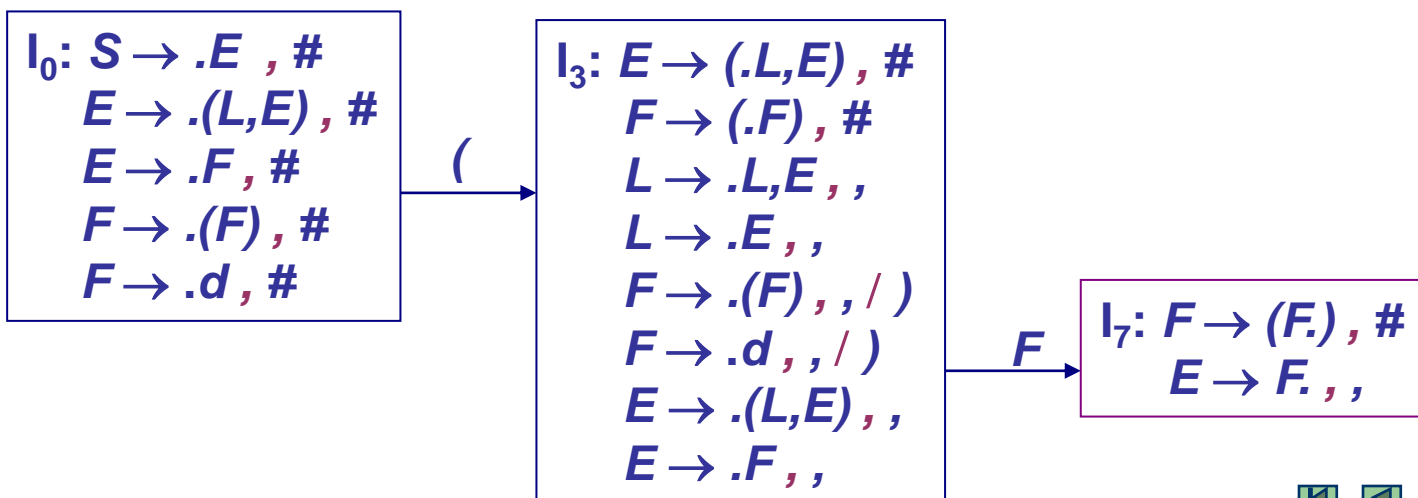 I₀: S → .E , #
E → .(L,E) , #
E → .F , #
F → .(F) , #
F → .d , #
(
I₃: E → (.L,E) , #
F → (.F) , #
L → .L,E , ,
L → .E , ,
F → .(F) , , / )
F → .d , , / )
E → .(L,E) , ,
E → .F , ,
F
I₇: F → (F.) , #
E → F. , ,